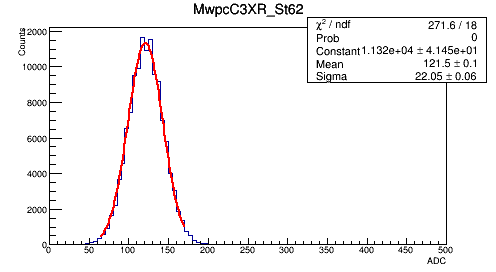 MwpcC3XR_St62
χ² / ndf 271.6 / 18
Prob 0
Constant 1.132e+04 ± 4.145e+01
Mean 121.5 ± 0.1
Sigma 22.05 ± 0.06
Counts
12000
10000
8000
6000
4000
2000
0
0 50 100 150 200 250 300 350 400 450 500
ADC